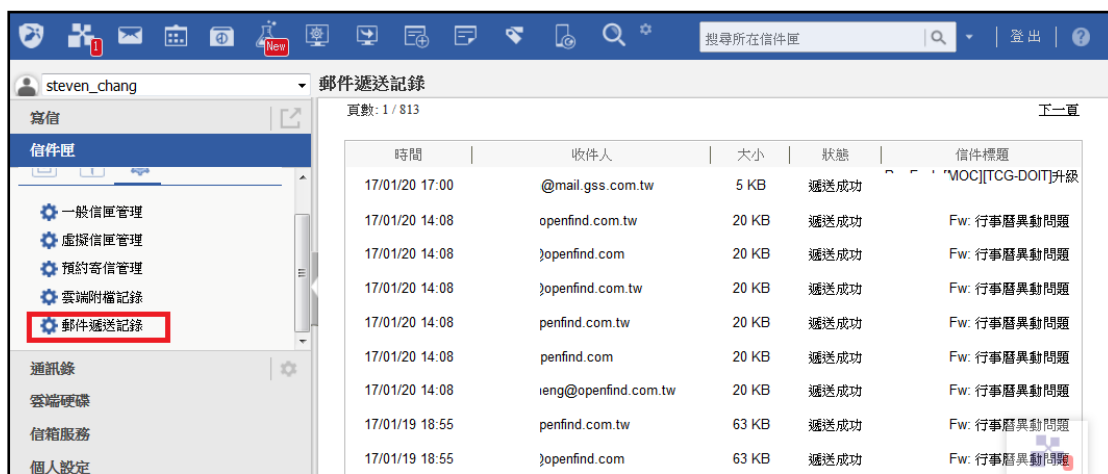 1
New
搜尋所在信件匣
登出
?
steven_chang
郵件遞送記錄
寫信
頁數: 1 / 813
下一頁
信件匣
時間 收件人 大小 狀態 信件標題
17/01/20 17:00 @mail.gss.com.tw 5 KB 遞送成功 [MOC][TCG-DOIT]升級
17/01/20 14:08 openfind.com.tw 20 KB 遞送成功 Fw: 行事曆異動問題
17/01/20 14:08 @openfind.com 20 KB 遞送成功 Fw: 行事曆異動問題
17/01/20 14:08 @openfind.com.tw 20 KB 遞送成功 Fw: 行事曆異動問題
17/01/20 14:08 penfind.com.tw 20 KB 遞送成功 Fw: 行事曆異動問題
17/01/20 14:08 penfind.com 20 KB 遞送成功 Fw: 行事曆異動問題
17/01/20 14:08 eng@openfind.com.tw 20 KB 遞送成功 Fw: 行事曆異動問題
17/01/19 18:55 penfind.com.tw 63 KB 遞送成功 Fw: 行事曆異動問題
17/01/19 18:55 @openfind.com 63 KB 遞送成功 Fw: 行事曆異動問題
一般信匣管理
虛擬信匣管理
預約寄信管理
雲端附檔記錄
郵件遞送記錄
通訊錄
雲端硬碟
信箱服務
個人設定